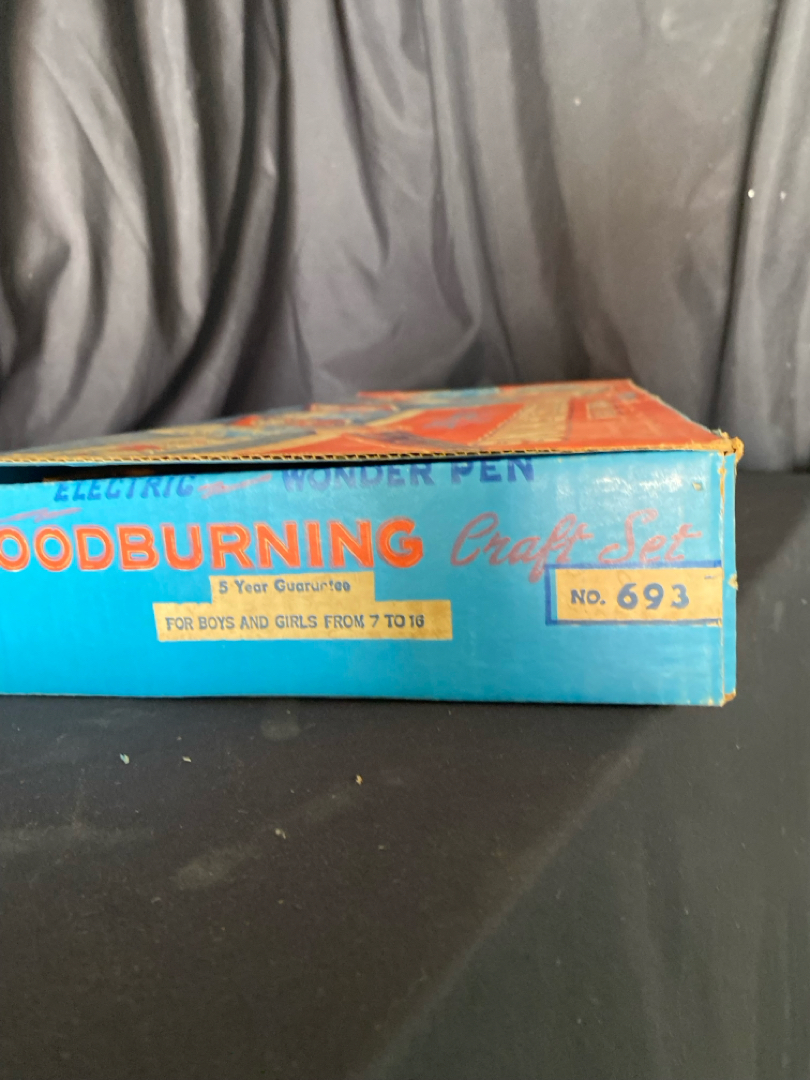 ELECTRIC WONDER PEN
OODBURNING Craft Set
5 Year Guarantee
FOR BOYS AND GIRLS FROM 7 TO 16
NO. 693